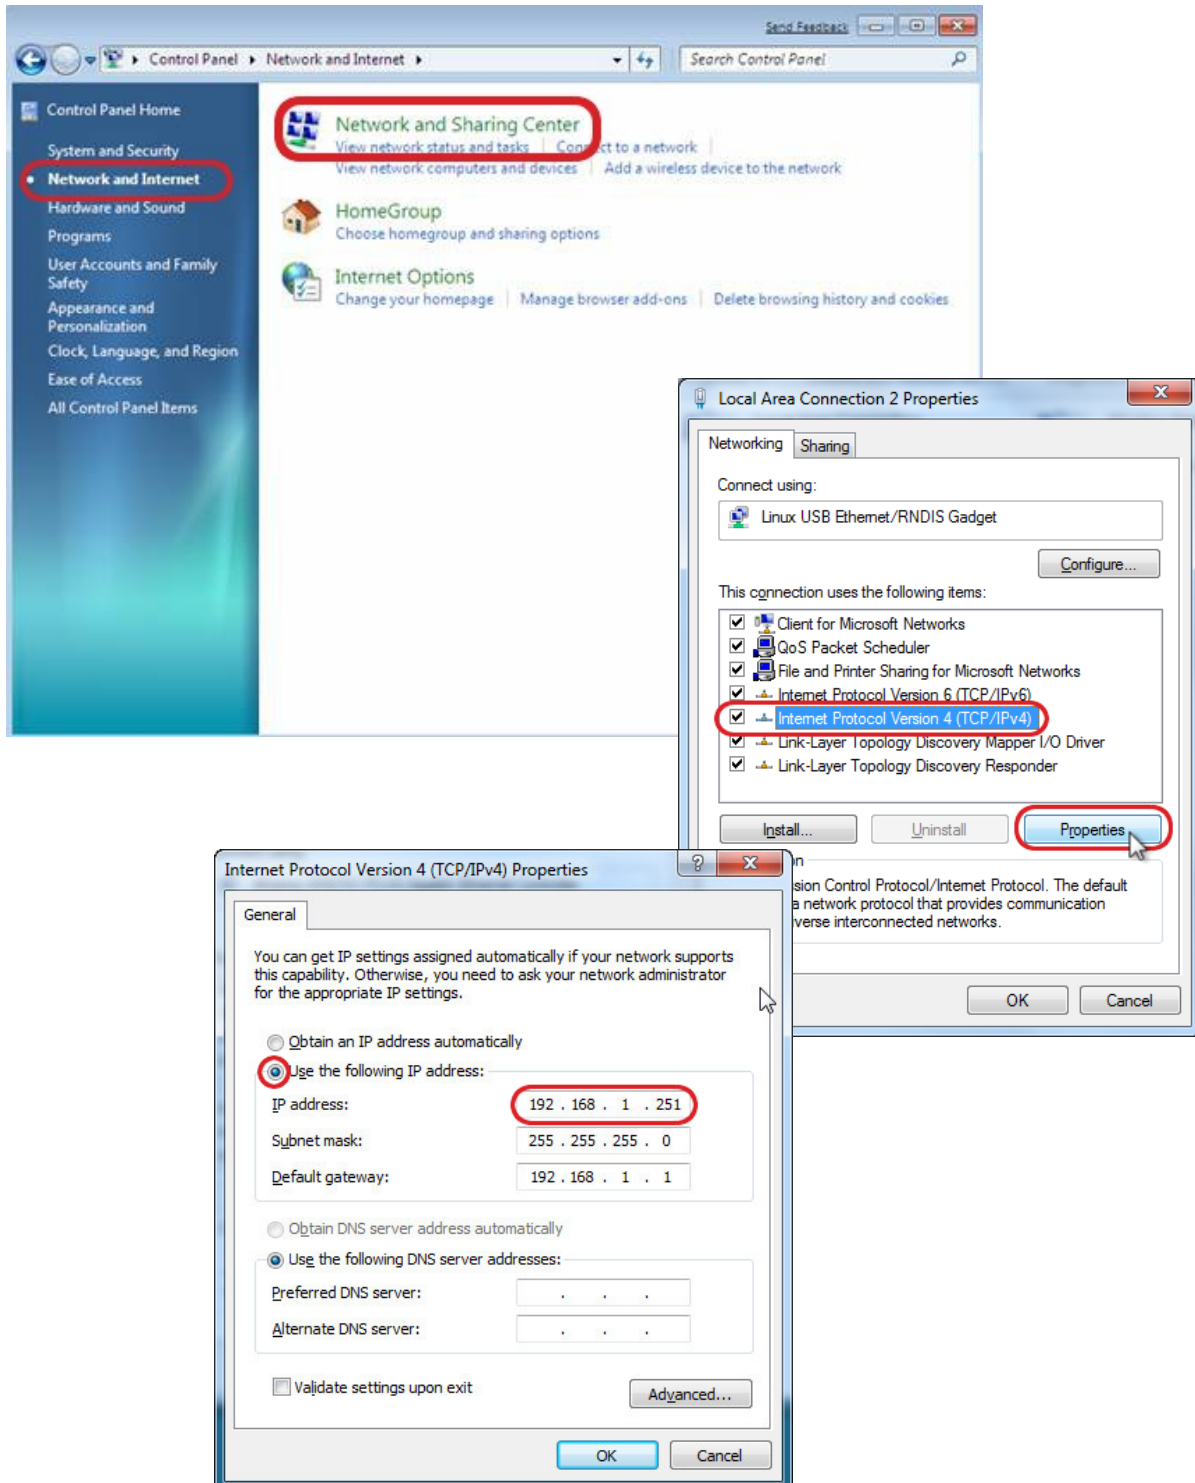 Send Feedback
Control Panel
Network and Internet
Search Control Panel
Control Panel Home
System and Security
Network and Internet
Hardware and Sound
Programs
User Accounts and Family
Safety
Appearance and
Personalization
Clock, Language, and Region
Ease of Access
All Control Panel Items
Network and Sharing Center
View network status and tasks | Connect to a network |
View network computers and devices | Add a wireless device to the network
HomeGroup
Choose homegroup and sharing options
Internet Options
Change your homepage | Manage browser add-ons | Delete browsing history and cookies
Local Area Connection 2 Properties
Networking Sharing
Connect using:
Linux USB Ethernet/RNDIS Gadget
Configure...
This connection uses the following items:
Client for Microsoft Networks
QoS Packet Scheduler
File and Printer Sharing for Microsoft Networks
Internet Protocol Version 6 (TCP/IPv6)
Internet Protocol Version 4 (TCP/IPv4)
Link-Layer Topology Discovery Mapper I/O Driver
Link-Layer Topology Discovery Responder
Install... Uninstall Properties
on
sion Control Protocol/Internet Protocol. The default
a network protocol that provides communication
verse interconnected networks.
OK Cancel
Internet Protocol Version 4 (TCP/IPv4) Properties
General
You can get IP settings assigned automatically if your network supports
this capability. Otherwise, you need to ask your network administrator
for the appropriate IP settings.
Obtain an IP address automatically
Use the following IP address:
IP address: 192 . 168 . 1 . 251
Subnet mask: 255 . 255 . 255 . 0
Default gateway: 192 . 168 . 1 . 1
Obtain DNS server address automatically
Use the following DNS server addresses:
Preferred DNS server: . . .
Alternate DNS server: . . .
Validate settings upon exit
Advanced...
OK Cancel